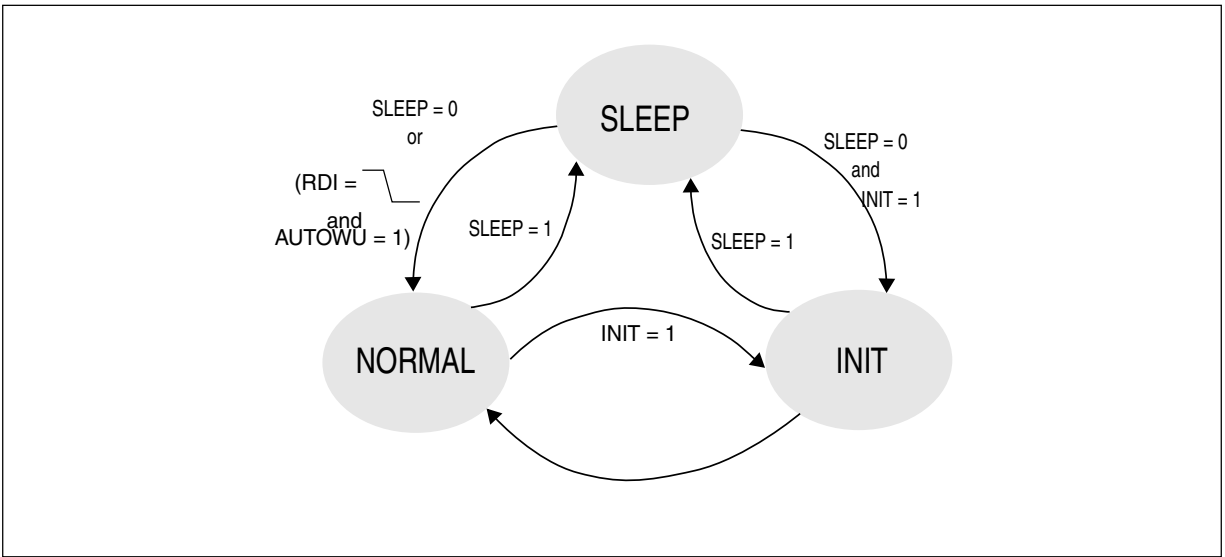 SLEEP
SLEEP = 0
or
(RDI =
and
AUTOWU = 1)
SLEEP = 1
SLEEP = 1
SLEEP = 0
and
INIT = 1
INIT = 1
NORMAL
INIT